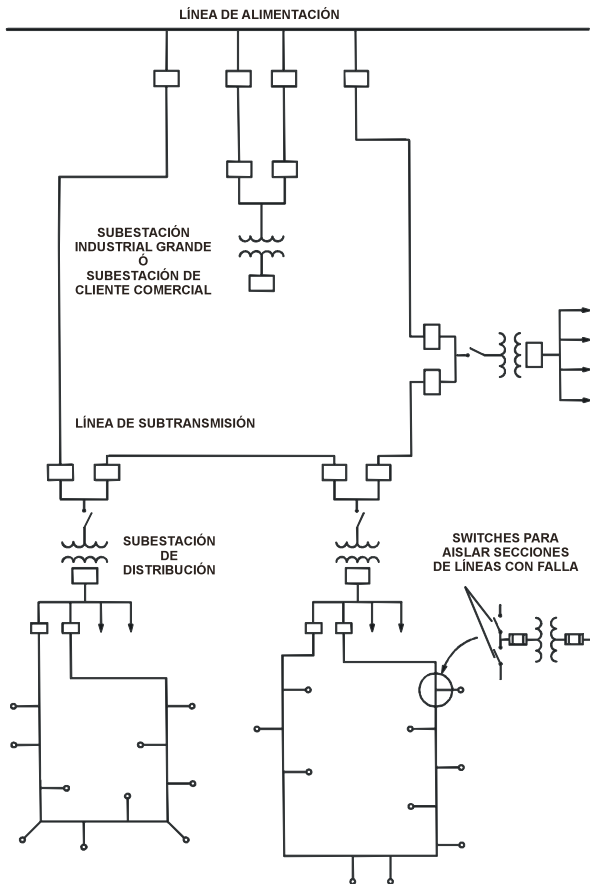 LÍNEA DE ALIMENTACIÓN
SUBESTACIÓN
INDUSTRIAL GRANDE
Ó
SUBESTACIÓN DE
CLIENTE COMERCIAL
LÍNEA DE SUBTRANSMISIÓN
SUBESTACIÓN
DE
DISTRIBUCIÓN
SWITCHES PARA
AISLAR SECCIONES
DE LÍNEAS CON FALLA